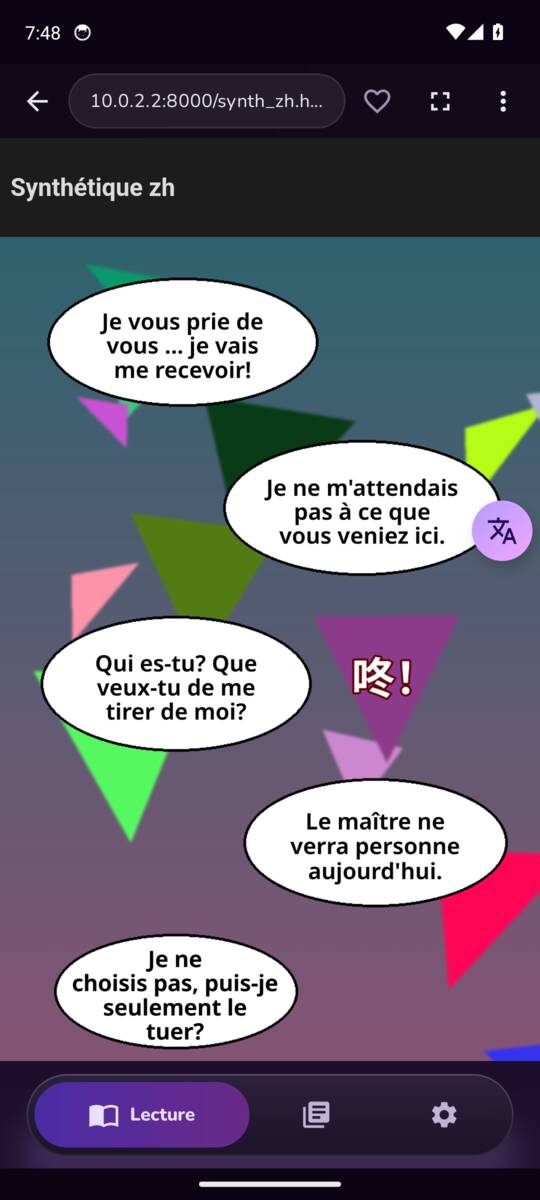 7:48
10.0.2.2:8000/synth_zh.h...
Synthétique zh
Je vous prie de
vous ... je vais
me recevoir!
Je ne m'attendais
pas à ce que
vous veniez ici.
Qui es-tu? Que
veux-tu de me
tirer de moi?
咚!
Le maître ne
verra personne
aujourd'hui.
Je ne
choisis pas, puis-je
seulement le
tuer?
Lecture